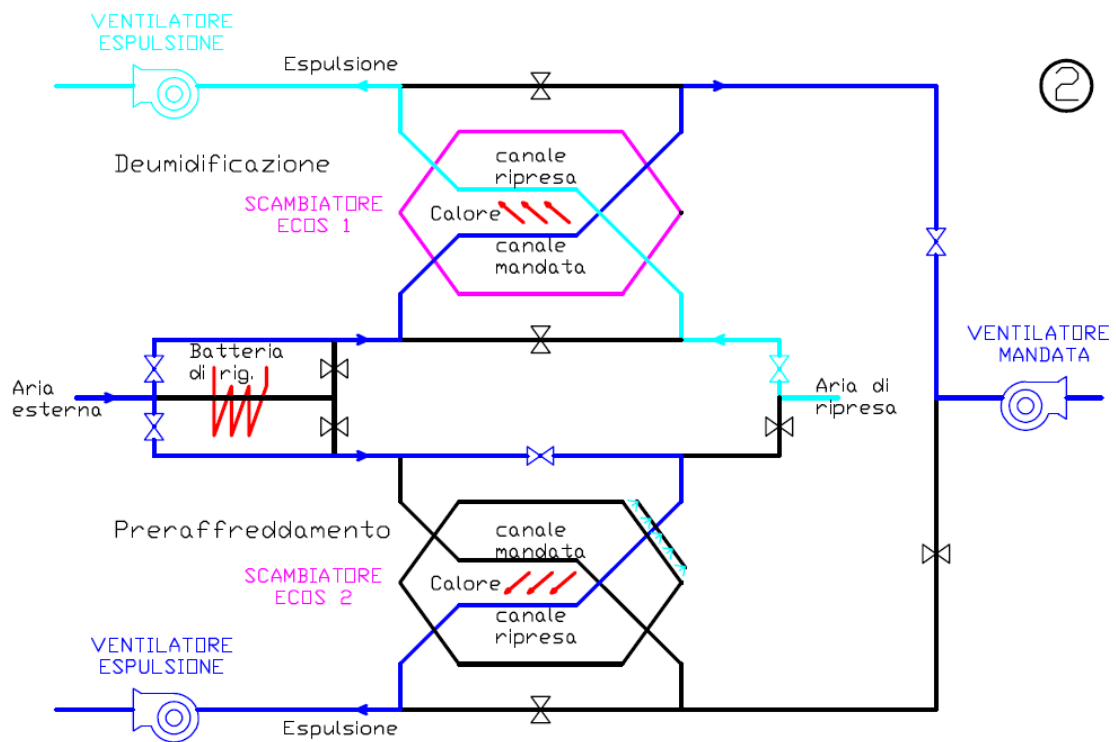 VENTILATORE
ESPULSIONE
Espulsione
2
Deumidificazione
canale
ripresa
SCAMBIATORE
ECOS 1
Calore
canale
mandata
Batteria
di rig.
VENTILATORE
MANDATA
Aria
esterna
Aria di
ripresa
Preraffreddamento
canale
mandata
SCAMBIATORE
ECOS 2
Calore
canale
ripresa
VENTILATORE
ESPULSIONE
Espulsione